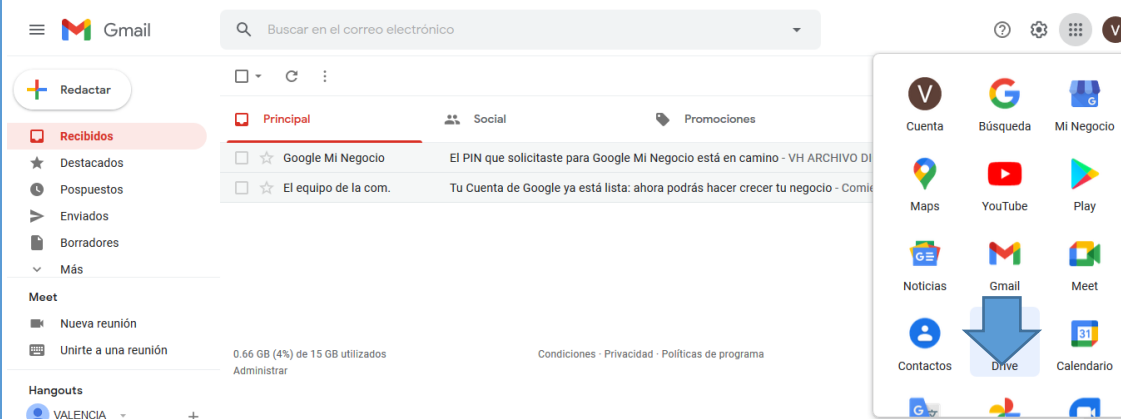 Gmail
Buscar en el correo electrónico
V
Redactar
Recibidos
Destacados
Pospuestos
Enviados
Borradores
Más
Meet
Nueva reunión
Unirte a una reunión
Hangouts
VALENCIA
Principal
Social
Promociones
Google Mi Negocio El PIN que solicitaste para Google Mi Negocio está en camino - VH ARCHIVO DI
El equipo de la com. Tu Cuenta de Google ya está lista: ahora podrás hacer crecer tu negocio - Comie
0.66 GB (4%) de 15 GB utilizados
Administrar
Condiciones · Privacidad · Políticas de programa
V
G
Cuenta
Búsqueda
Mi Negocio
Maps
YouTube
Play
GE
Noticias
Gmail
Meet
31
Contactos
Drive
Calendario
G